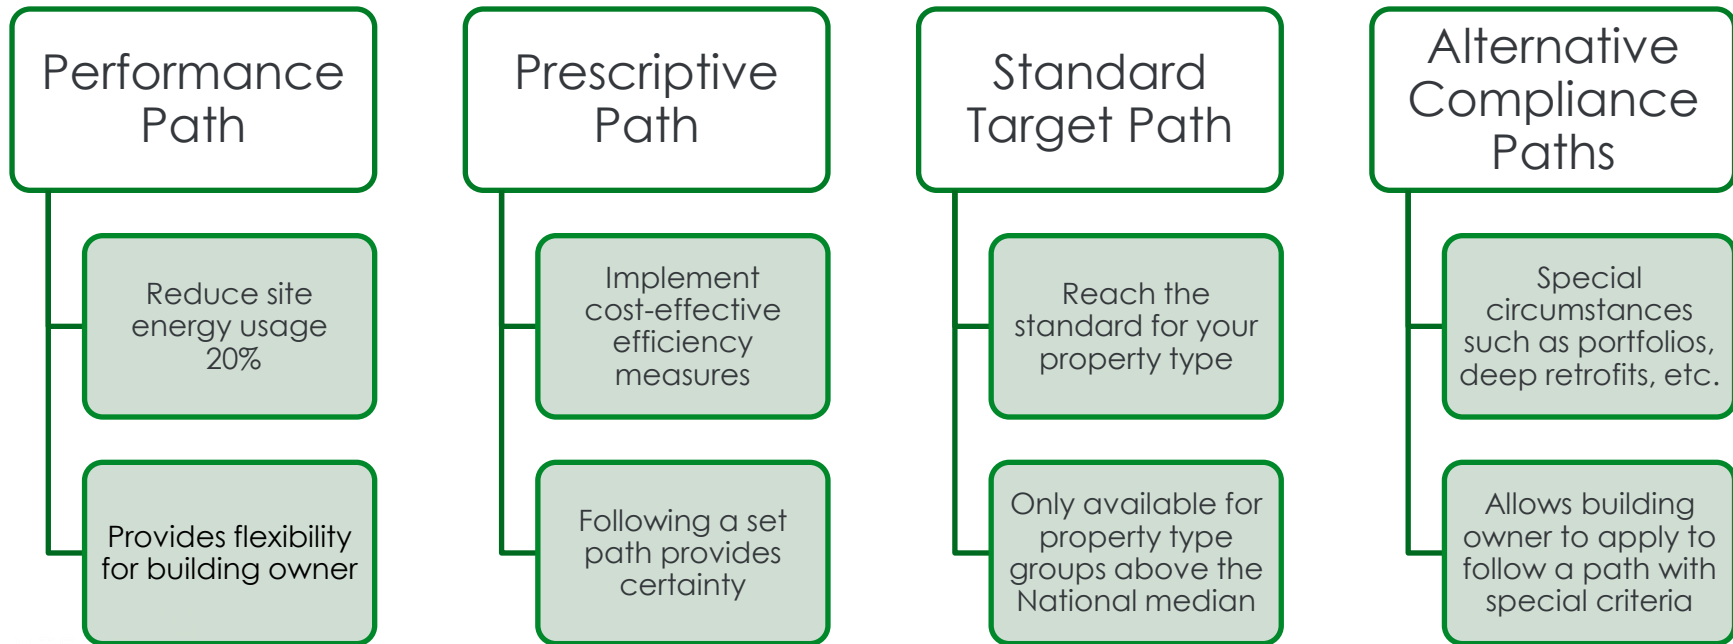 Performance
Path
Reduce site
energy usage
20%
Provides flexibility
for building owner
Prescriptive
Path
Implement
cost-effective
efficiency
measures
Following a set
path provides
certainty
Standard
Target Path
Reach the
standard for your
property type
Only available for
property type
groups above the
National median
Alternative
Compliance
Paths
Special
circumstances
such as portfolios,
deep retrofits, etc.
Allows building
owner to apply to
follow a path with
special criteria